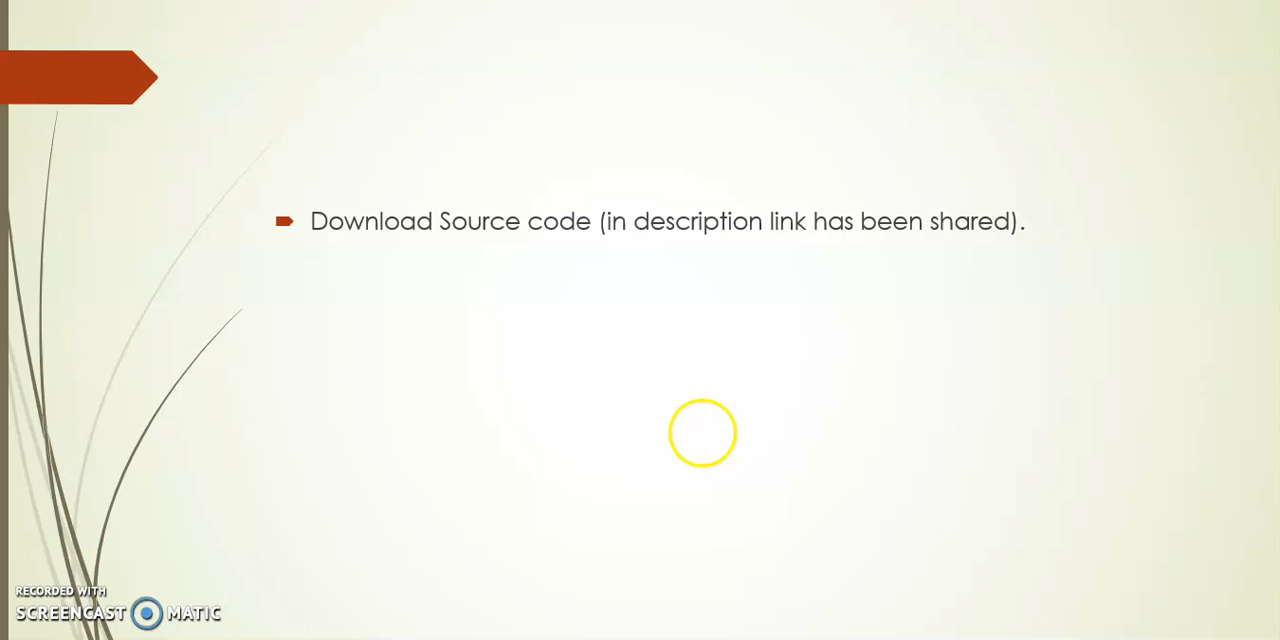 Download Source code (in description link has been shared).
RECORDED WITH
SCREENCAST MATIC